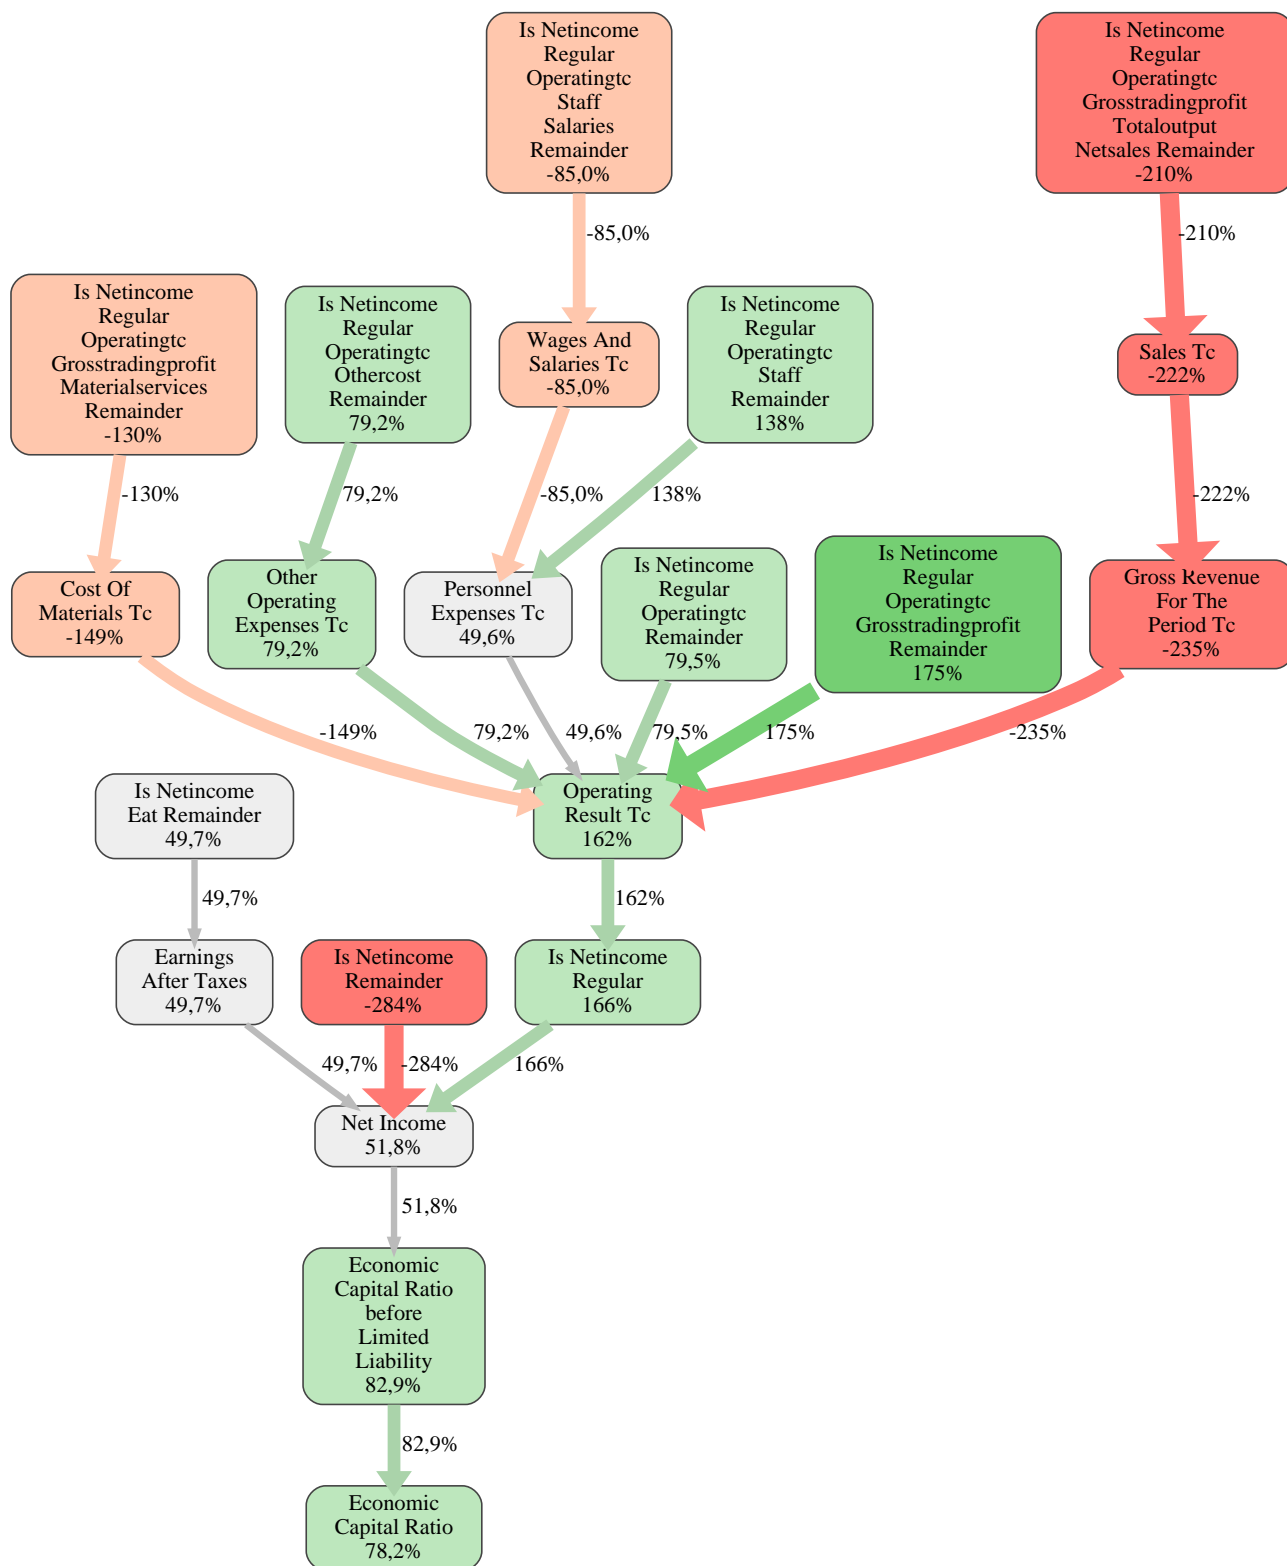 Is Netincome
Regular
Operatingtc
Staff
Salaries
Remainder
-85,0%
Is Netincome
Regular
Operatingtc
Grosstradingprofit
Totaloutput
Netsales Remainder
-210%
-85,0%
-210%
Is Netincome
Regular
Operatingtc
Grosstradingprofit
Materialservices
Remainder
-130%
Is Netincome
Regular
Operatingtc
Othercost
Remainder
79,2%
Wages And
Salaries Tc
-85,0%
Is Netincome
Regular
Operatingtc
Staff
Remainder
138%
Sales Tc
-222%
-130%
79,2%
-85,0%
138%
-222%
Cost Of
Materials Tc
-149%
Other
Operating
Expenses Tc
79,2%
Personnel
Expenses Tc
49,6%
Is Netincome
Regular
Operatingtc
Remainder
79,5%
Is Netincome
Regular
Operatingtc
Grosstradingprofit
Remainder
175%
Gross Revenue
For The
Period Tc
-235%
-149%
79,2%
49,6%
79,5%
175%
-235%
Is Netincome
Eat Remainder
49,7%
Operating
Result Tc
162%
49,7%
162%
Earnings
After Taxes
49,7%
Is Netincome
Remainder
-284%
Is Netincome
Regular
166%
49,7%
-284%
166%
Net Income
51,8%
51,8%
Economic
Capital Ratio
before
Limited
Liability
82,9%
82,9%
Economic
Capital Ratio
78,2%